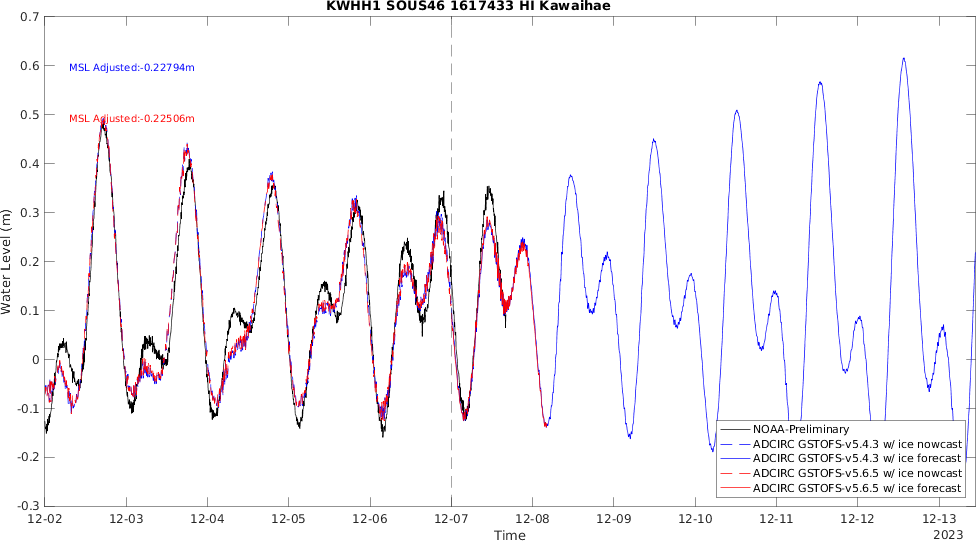 KWHH1 SOUS46 1617433 HI Kawaihae
0.7
0.6
0.5
0.4
0.3
0.2
0.1
0
-0.1
-0.2
-0.3
Water Level (m)
MSL Adjusted:-0.22794m
MSL Adjusted:-0.22506m
NOAA-Preliminary
ADCIRC GSTOFS-v5.4.3 w/ ice nowcast
ADCIRC GSTOFS-v5.4.3 w/ ice forecast
ADCIRC GSTOFS-v5.6.5 w/ ice nowcast
ADCIRC GSTOFS-v5.6.5 w/ ice forecast
12-02 12-03 12-04 12-05 12-06 12-07 12-08 12-09 12-10 12-11 12-12 12-13
Time
2023